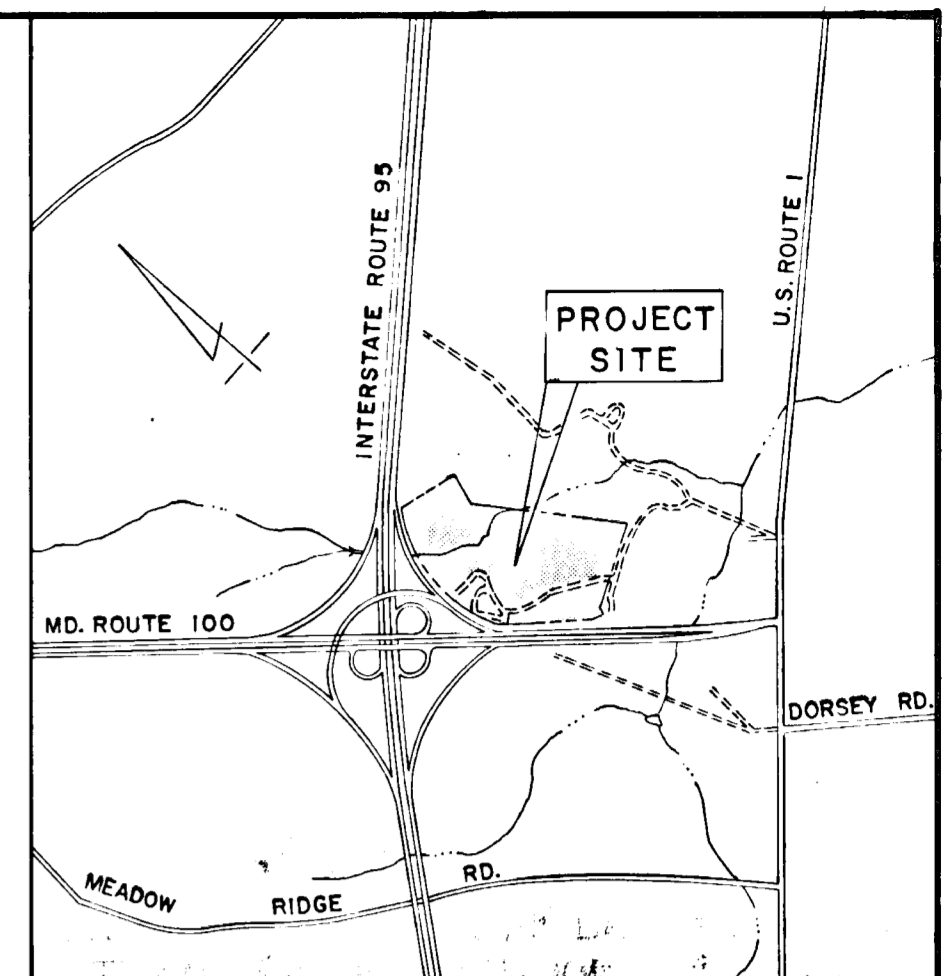 INTERSTATE ROUTE 95
U.S. ROUTE 1
PROJECT
SITE
MD. ROUTE 100
DORSEY RD.
MEADOW RIDGE RD.